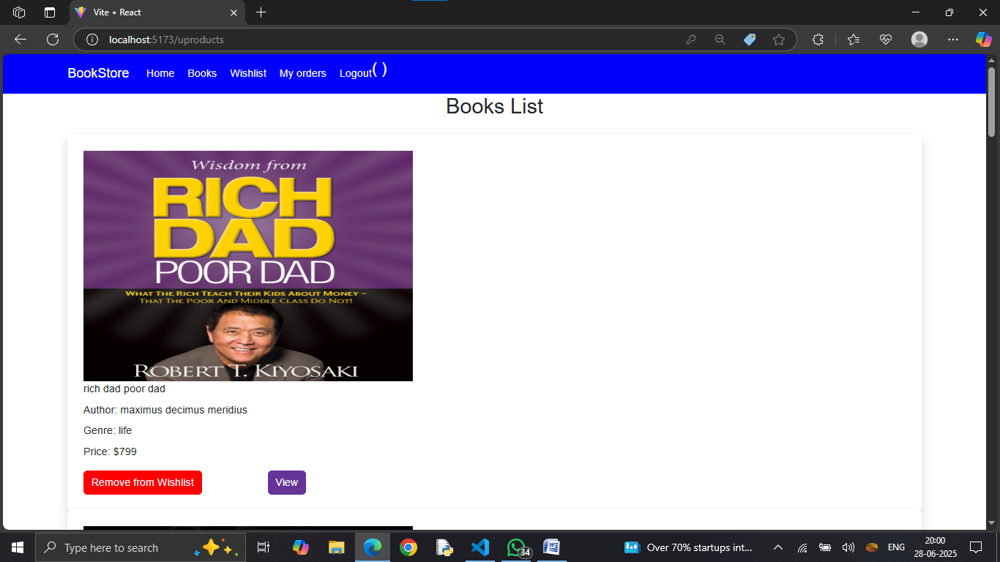 Vite + React
localhost:5173/uproducts
BookStore Home Books Wishlist My orders Logout( )
Books List
Wisdom from
RICH
DAD
POOR DAD
WHAT THE RICH TEACH THEIR KIDS ABOUT MONEY –
THAT THE POOR AND MIDDLE CLASS DO NOT!
ROBERT T. KIYOSAKI
rich dad poor dad
Author: maximus decimus meridius
Genre: life
Price: $799
Remove from Wishlist View
Type here to search 34 Over 70% startups int... ENG 20:00
28-06-2025